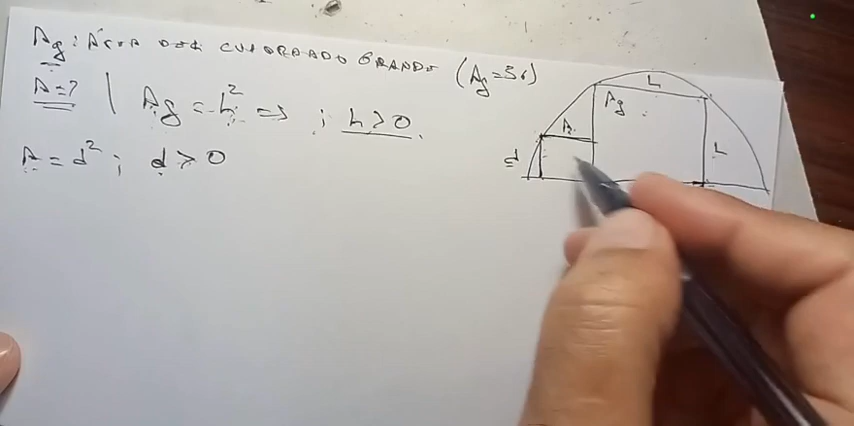 Ag: ÁREA DEL CUADRADO GRANDE (Ag=36)
A=? | Ag = L² => ; L>0.
A = d² ; d > 0
L
Ag
A
d
L